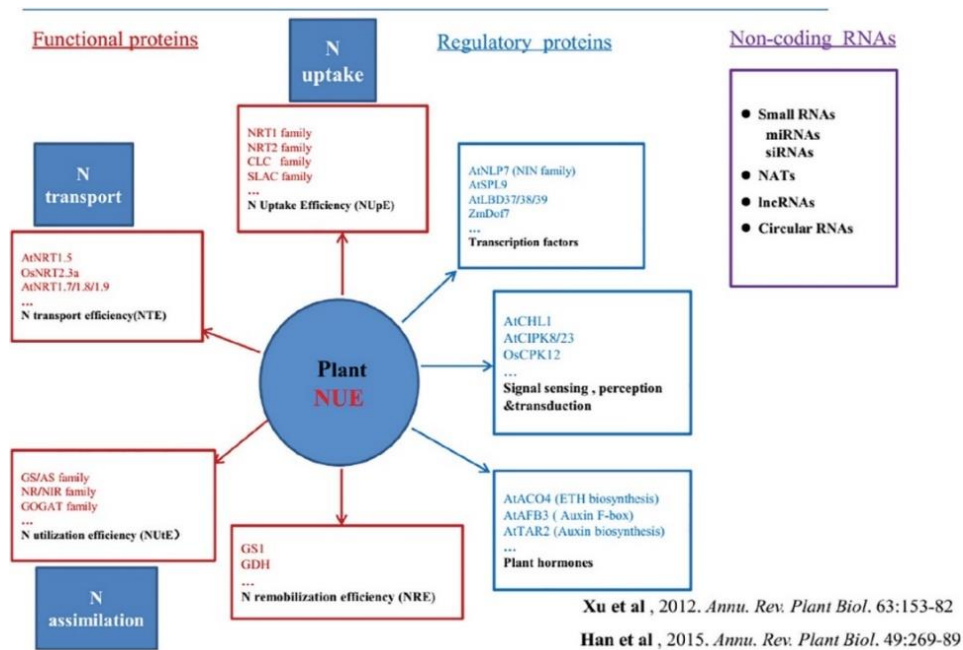 Functional proteins
N
uptake
Regulatory proteins
Non-coding RNAs
NRT1 family
NRT2 family
CLC family
SLAC family
...
N Uptake Efficiency (NUpE)
AtNLP7 (NIN family)
AtSPL9
AtLBD37/38/39
ZmDof7
...
Transcription factors
● Small RNAs
miRNAs
siRNAs
● NATs
● lncRNAs
● Circular RNAs
N
transport
AtNRT1.5
OsNRT2.3a
AtNRT1.7/1.8/1.9
...
N transport efficiency(NTE)
Plant
NUE
AtCHL1
AtCIPK8/23
OsCPK12
...
Signal sensing , perception
&transduction
GS/AS family
NR/NIR family
GOGAT family
...
N utilization efficiency (NUtE)
N
assimilation
GS1
GDH
...
N remobilization efficiency (NRE)
AtACO4 (ETH biosynthesis)
AtAFB3 ( Auxin F-box)
AtTAR2 (Auxin biosynthesis)
...
Plant hormones
Xu et al , 2012. Annu. Rev. Plant Biol. 63:153-82
Han et al , 2015. Annu. Rev. Plant Biol. 49:269-89